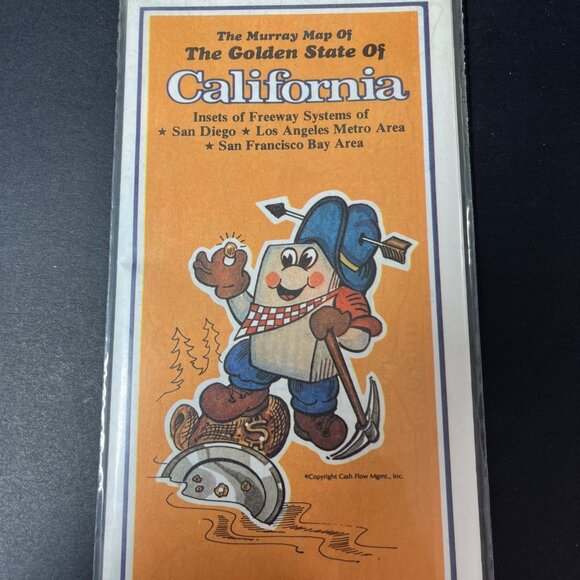 The Murray Map Of
The Golden State Of
California
Insets of Freeway Systems of
★ San Diego ★ Los Angeles Metro Area
★ San Francisco Bay Area
$
©Copyright Cash Flow Mgmt., Inc.